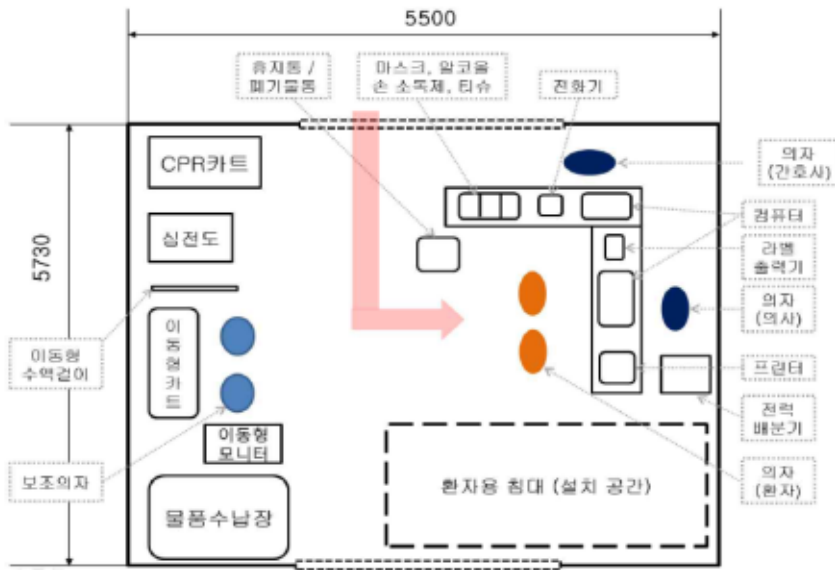 5500
휴지통 /
폐기물통
마스크, 알코올
손 소독제, 티슈
전화기
의자
(간호사)
CPR카트
컴퓨터
심전도
라벨
출력기
5730
의자
(의사)
이동형
수액걸이
이
동
형
카
트
프린터
전력
배분기
이동형
모니터
보조의자
환자용 침대 (설치 공간)
의자
(환자)
물품수납장